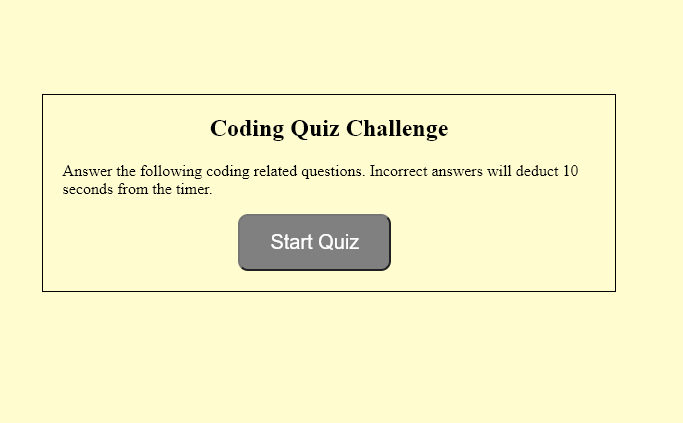 Coding Quiz Challenge
Answer the following coding related questions. Incorrect answers will deduct 10
seconds from the timer.
Start Quiz